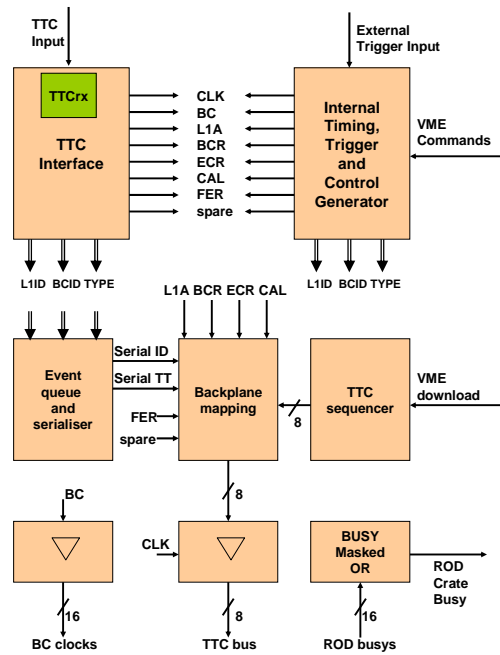 TTC
Input
External
Trigger Input
TTCrx
TTC
Interface
CLK
BC
L1A
BCR
ECR
CAL
FER
spare
Internal
Timing,
Trigger
and
Control
Generator
VME
Commands
L1ID BCID TYPE
L1ID BCID TYPE
L1A BCR ECR CAL
Event
queue
and
serialiser
Serial ID
Serial TT
FER
spare
Backplane
mapping
8
TTC
sequencer
VME
download
BC
8
CLK
BUSY
Masked
OR
ROD
Crate
Busy
16
8
16
BC clocks
TTC bus
ROD busys